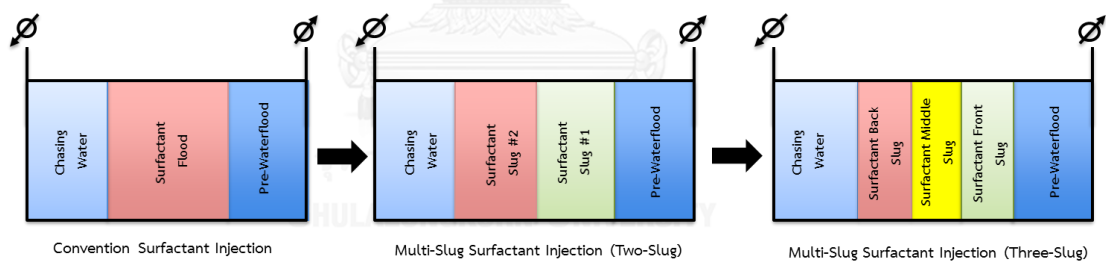 Chasing
Water
Surfactant
Flood
Pre-Waterflood
Convention Surfactant Injection
Chasing
Water
Surfactant
Slug #2
Surfactant
Slug #1
Pre-Waterflood
Multi-Slug Surfactant Injection (Two-Slug)
Chasing
Water
Surfactant Back
Slug
Surfactant Middle
Slug
Surfactant Front
Slug
Pre-Waterflood
Multi-Slug Surfactant Injection (Three-Slug)